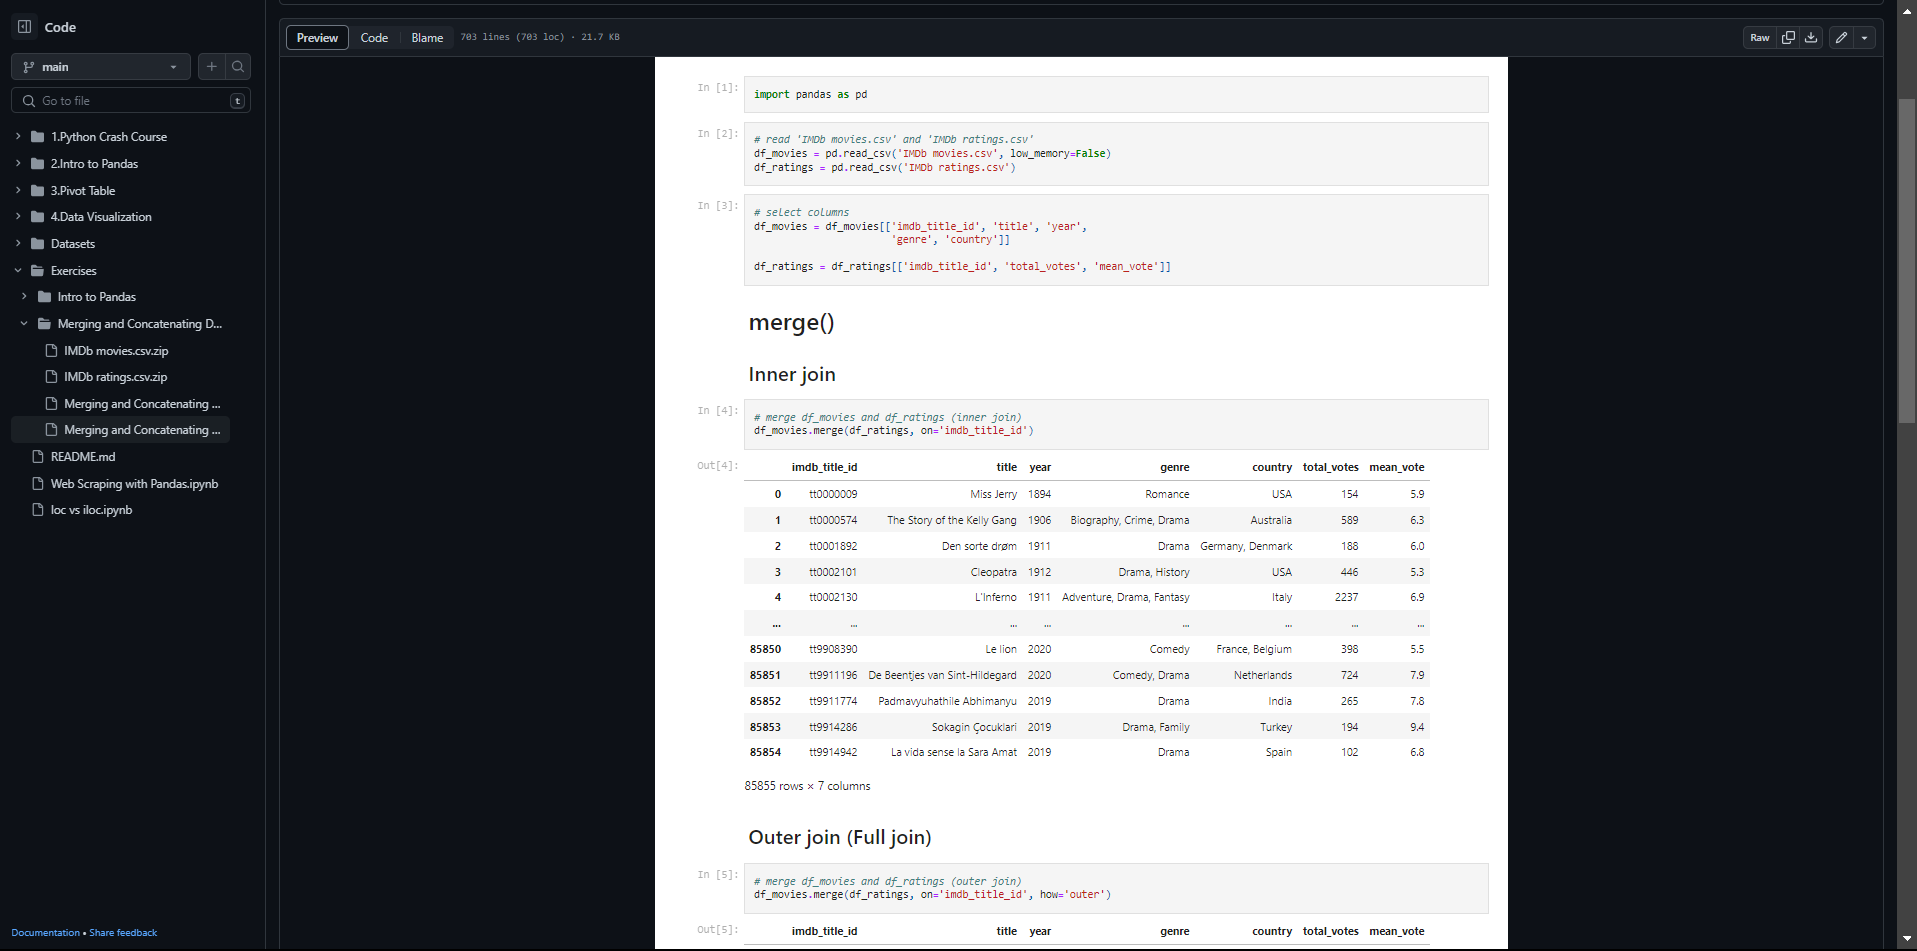 Code
main
Go to file
t
1.Python Crash Course
2.Intro to Pandas
3.Pivot Table
4.Data Visualization
Datasets
Exercises
Intro to Pandas
Merging and Concatenating D...
IMDb movies.csv.zip
IMDb ratings.csv.zip
Merging and Concatenating ...
Merging and Concatenating ...
README.md
Web Scraping with Pandas.ipynb
loc vs iloc.ipynb
Documentation • Share feedback
Preview Code Blame 703 lines (703 loc) · 21.7 KB Raw
In [1]: import pandas as pd
In [2]: # read 'IMDb movies.csv' and 'IMDb ratings.csv'
df_movies = pd.read_csv('IMDb movies.csv', low_memory=False)
df_ratings = pd.read_csv('IMDb ratings.csv')
In [3]: # select columns
df_movies = df_movies[['imdb_title_id', 'title', 'year',
'genre', 'country']]
df_ratings = df_ratings[['imdb_title_id', 'total_votes', 'mean_vote']]
merge()
Inner join
In [4]: # merge df_movies and df_ratings (inner join)
df_movies.merge(df_ratings, on='imdb_title_id')
Out[4]: imdb_title_id title year genre country total_votes mean_vote
0 tt0000009 Miss Jerry 1894 Romance USA 154 5.9
1 tt0000574 The Story of the Kelly Gang 1906 Biography, Crime, Drama Australia 589 6.3
2 tt0001892 Den sorte drøm 1911 Drama Germany, Denmark 188 6.0
3 tt0002101 Cleopatra 1912 Drama, History USA 446 5.3
4 tt0002130 L'Inferno 1911 Adventure, Drama, Fantasy Italy 2237 6.9
... ... ... ... ... ... ... ...
85850 tt9908390 Le lion 2020 Comedy France, Belgium 398 5.5
85851 tt9911196 De Beentjes van Sint-Hildegard 2020 Comedy, Drama Netherlands 724 7.9
85852 tt9911774 Padmavyuhathile Abhimanyu 2019 Drama India 265 7.8
85853 tt9914286 Sokagin Çocuklari 2019 Drama, Family Turkey 194 9.4
85854 tt9914942 La vida sense la Sara Amat 2019 Drama Spain 102 6.8
85855 rows × 7 columns
Outer join (Full join)
In [5]: # merge df_movies and df_ratings (outer join)
df_movies.merge(df_ratings, on='imdb_title_id', how='outer')
Out[5]: imdb_title_id title year genre country total_votes mean_vote